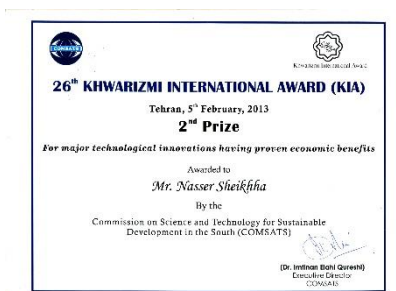 COMSATS
Khwarizmi International Award
26th KHWARIZMI INTERNATIONAL AWARD (KIA)
Tehran, 5th February, 2013
2nd Prize
For major technological innovations having proven economic benefits
Awarded to
Mr. Nasser Sheikhha
By the
Commission on Science and Technology for Sustainable
Development in the South (COMSATS)
(Dr. Imtinan Elahi Qureshi)
Executive Director
COMSATS